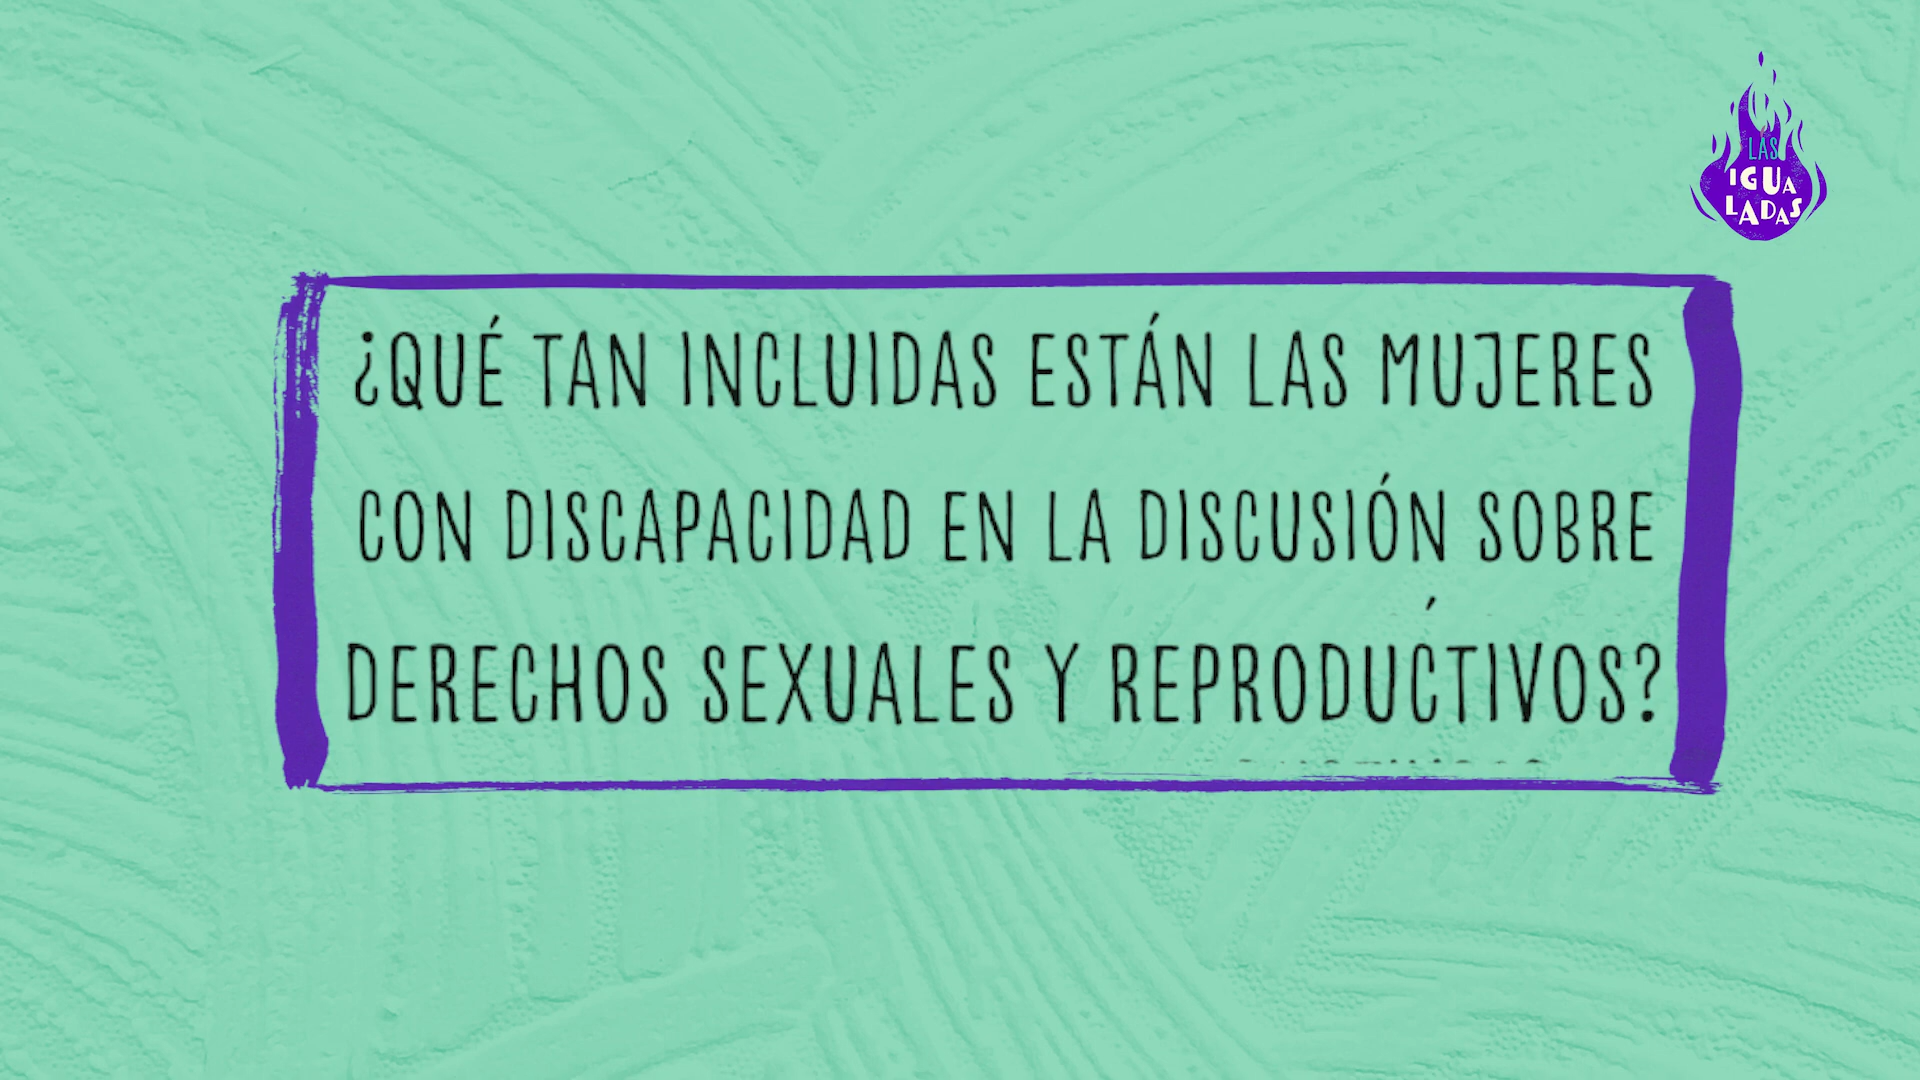 LAS
IGUA
LADAS
¿QUÉ TAN INCLUIDAS ESTÁN LAS MUJERES
CON DISCAPACIDAD EN LA DISCUSIÓN SOBRE
DERECHOS SEXUALES Y REPRODUCTIVOS?